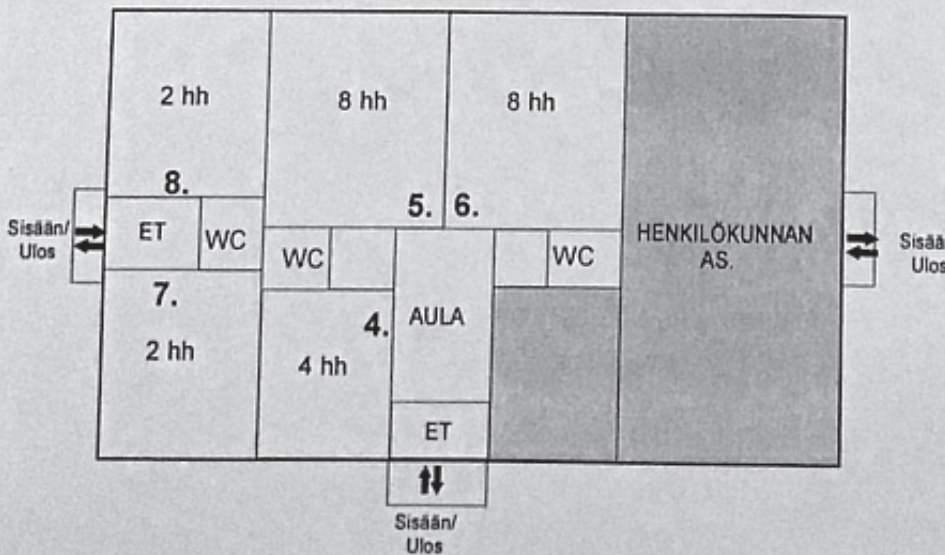 2 hh
8 hh
8 hh
8.
5.
6.
Sisään/
Ulos
ET
WC
WC
WC
HENKILÖKUNNAN
AS.
Ulos
7.
2 hh
4.
4 hh
AULA
ET
Sisään/
Ulos